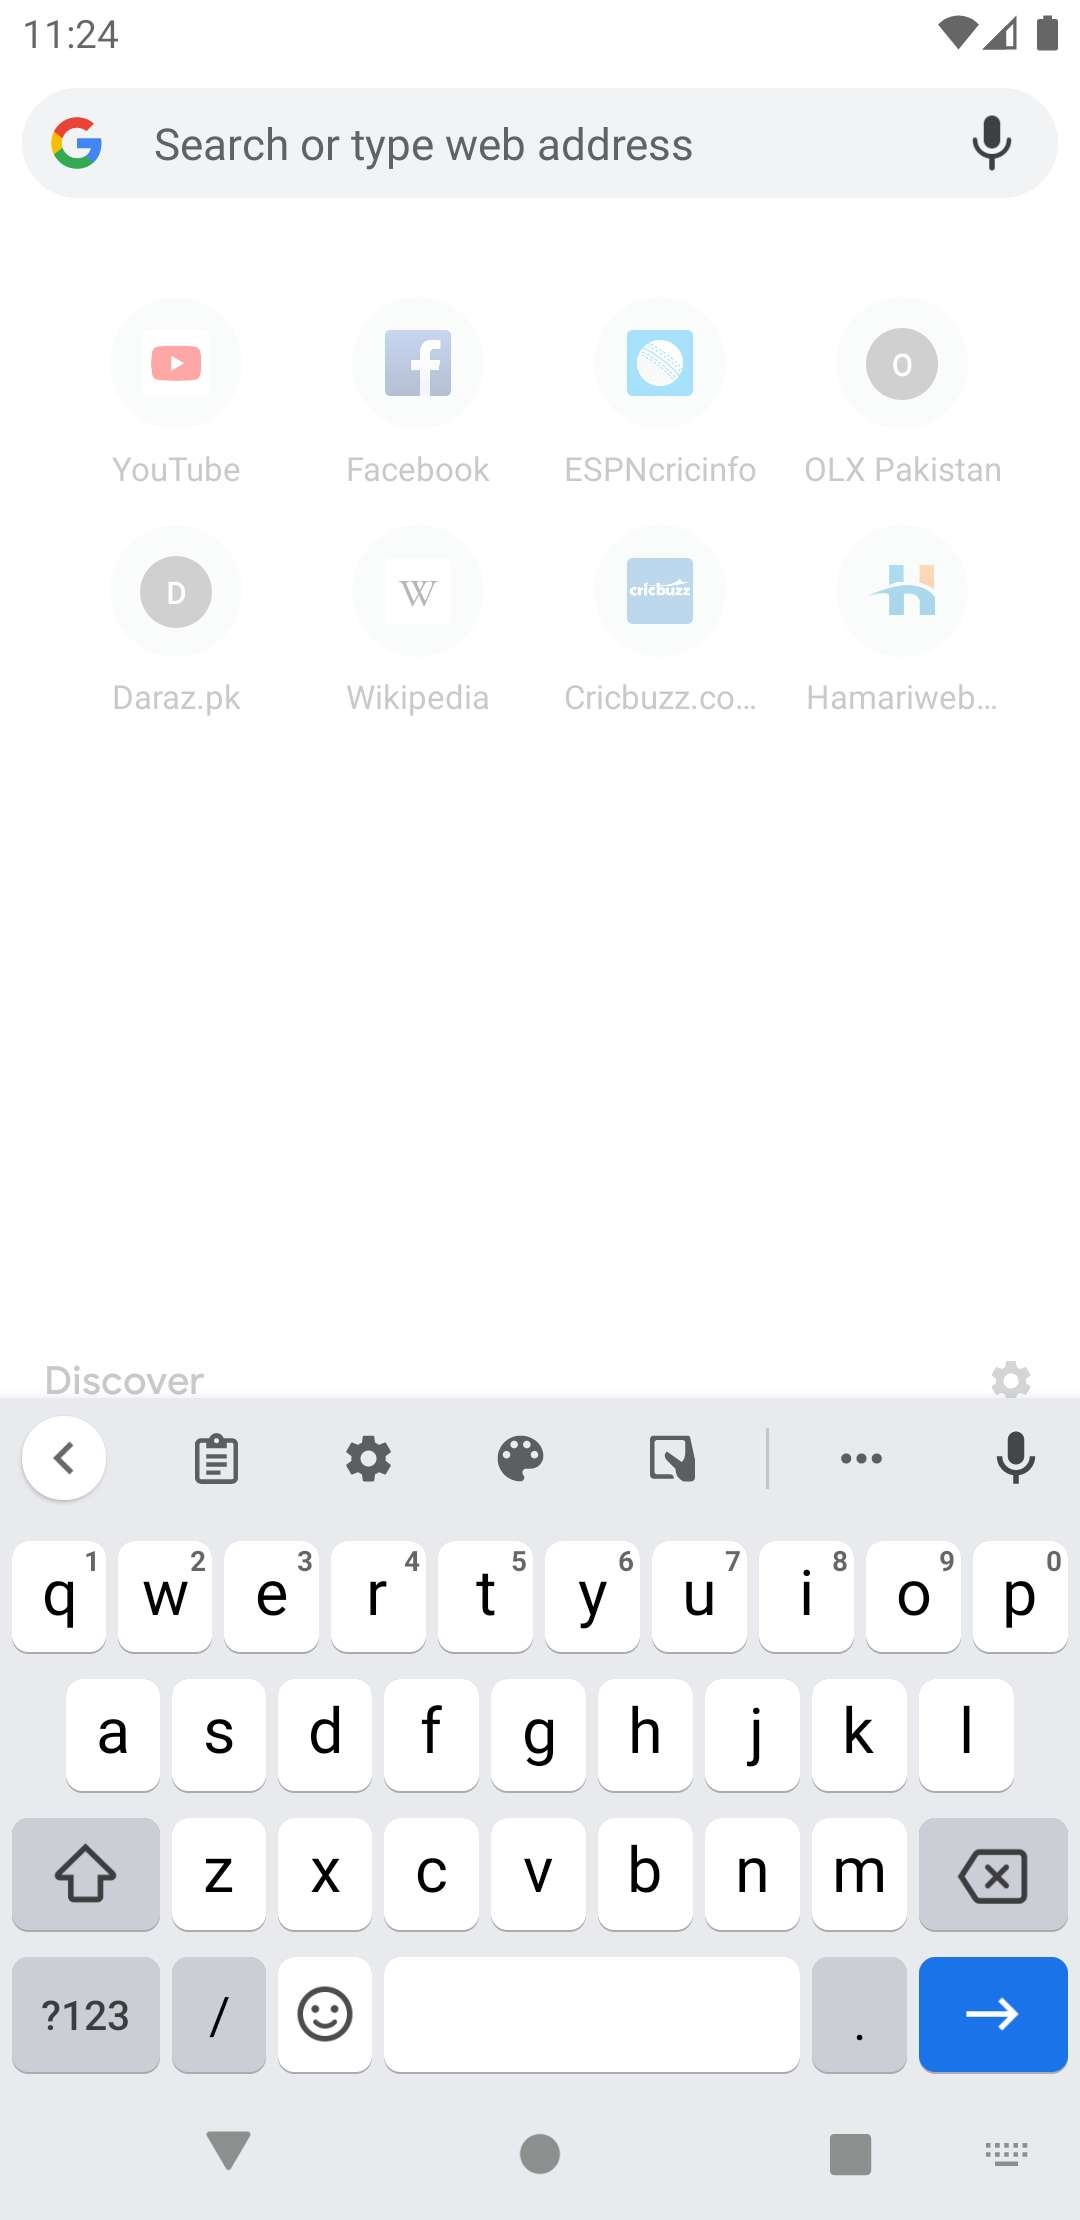 11:24
Search or type web address
YouTube Facebook ESPNcricinfo OLX Pakistan
O
D W cricbuzz H
Daraz.pk Wikipedia Cricbuzz.co... Hamariweb...
Discover
q 1 w 2 e 3 r 4 t 5 y 6 u 7 i 8 o 9 p 0
a s d f g h j k l
z x c v b n m
?123 / .